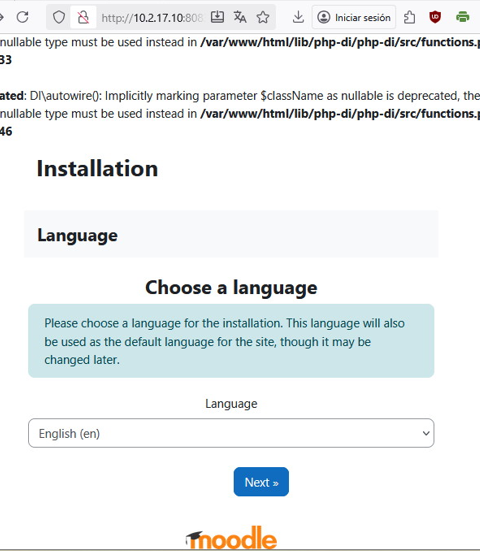 http://10.2.17.10:808
Iniciar sesión
nullable type must be used instead in /var/www/html/lib/php-di/php-di/src/functions.p
33
ated: DI\autowire(): Implicitly marking parameter $className as nullable is deprecated, the
nullable type must be used instead in /var/www/html/lib/php-di/php-di/src/functions.p
46
Installation
Language
Choose a language
Please choose a language for the installation. This language will also
be used as the default language for the site, though it may be
changed later.
Language
English (en)
Next »
moodle